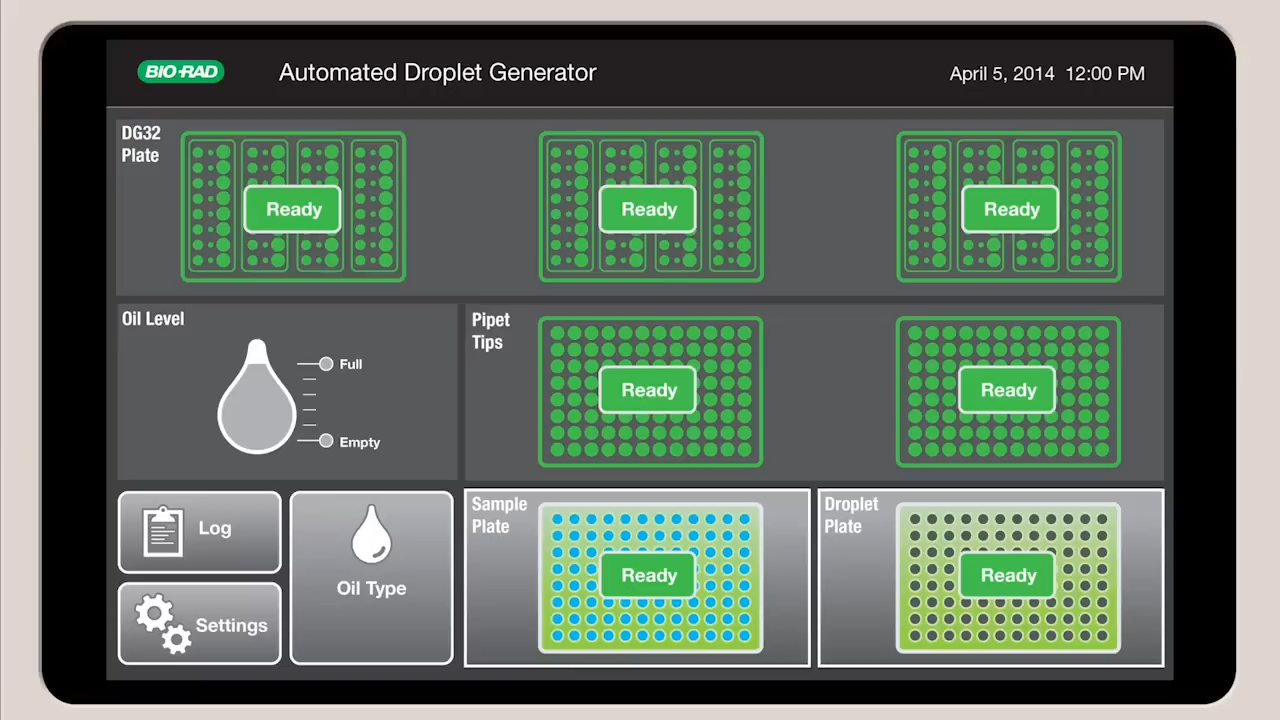 BIO-RAD
Automated Droplet Generator
April 5, 2014 12:00 PM
DG32
Plate
Ready
Ready
Ready
Oil Level
Full
Empty
Pipet
Tips
Ready
Ready
Log
Settings
Oil Type
Sample
Plate
Ready
Droplet
Plate
Ready